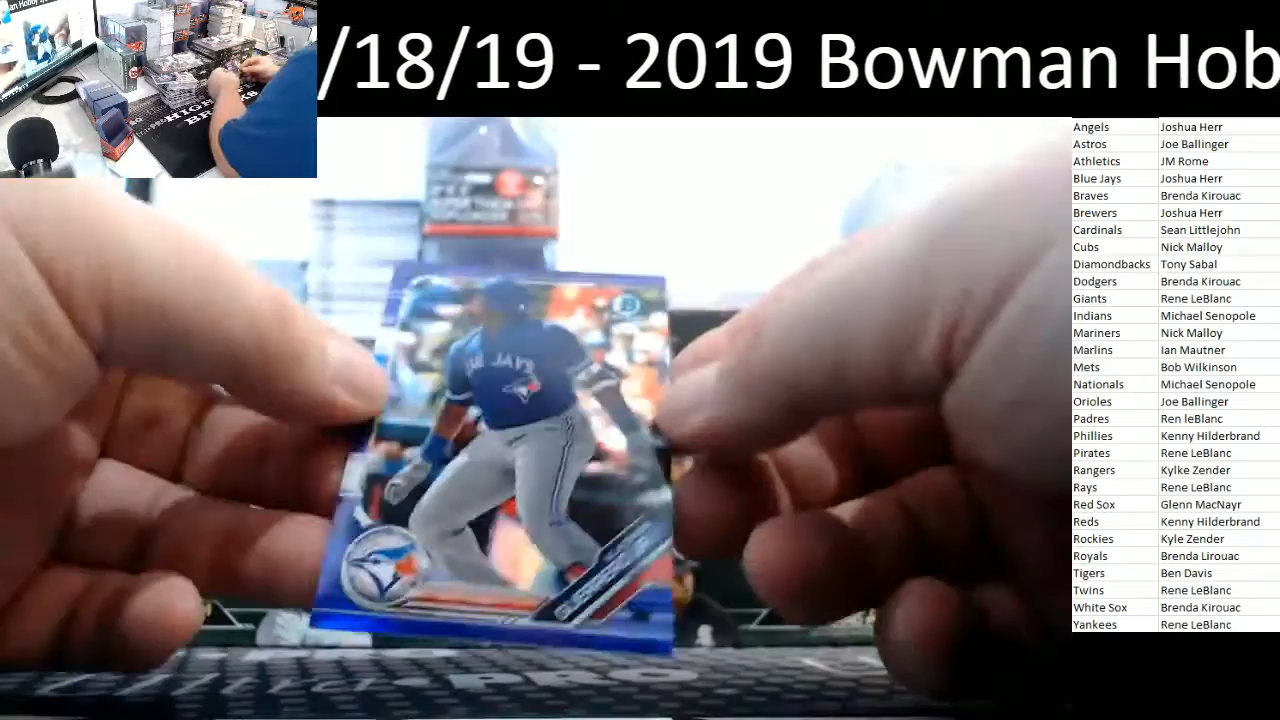 /18/19 - 2019 Bowman Hob
Angels Joshua Herr
Astros Joe Ballinger
Athletics JM Rome
Blue Jays Joshua Herr
Braves Brenda Kirouac
Brewers Joshua Herr
Cardinals Sean Littlejohn
Cubs Nick Malloy
Diamondbacks Tony Sabal
Dodgers Brenda Kirouac
Giants Rene LeBlanc
Indians Michael Senopole
Mariners Nick Malloy
Marlins Ian Mautner
Mets Bob Wilkinson
Nationals Michael Senopole
Orioles Joe Ballinger
Padres Ren leBlanc
Phillies Kenny Hilderbrand
Pirates Rene LeBlanc
Rangers Kylke Zender
Rays Rene LeBlanc
Red Sox Glenn MacNayr
Reds Kenny Hilderbrand
Rockies Kyle Zender
Royals Brenda Lirouac
Tigers Ben Davis
Twins Rene LeBlanc
White Sox Brenda Kirouac
Yankees Rene LeBlanc
JAYS
PRO